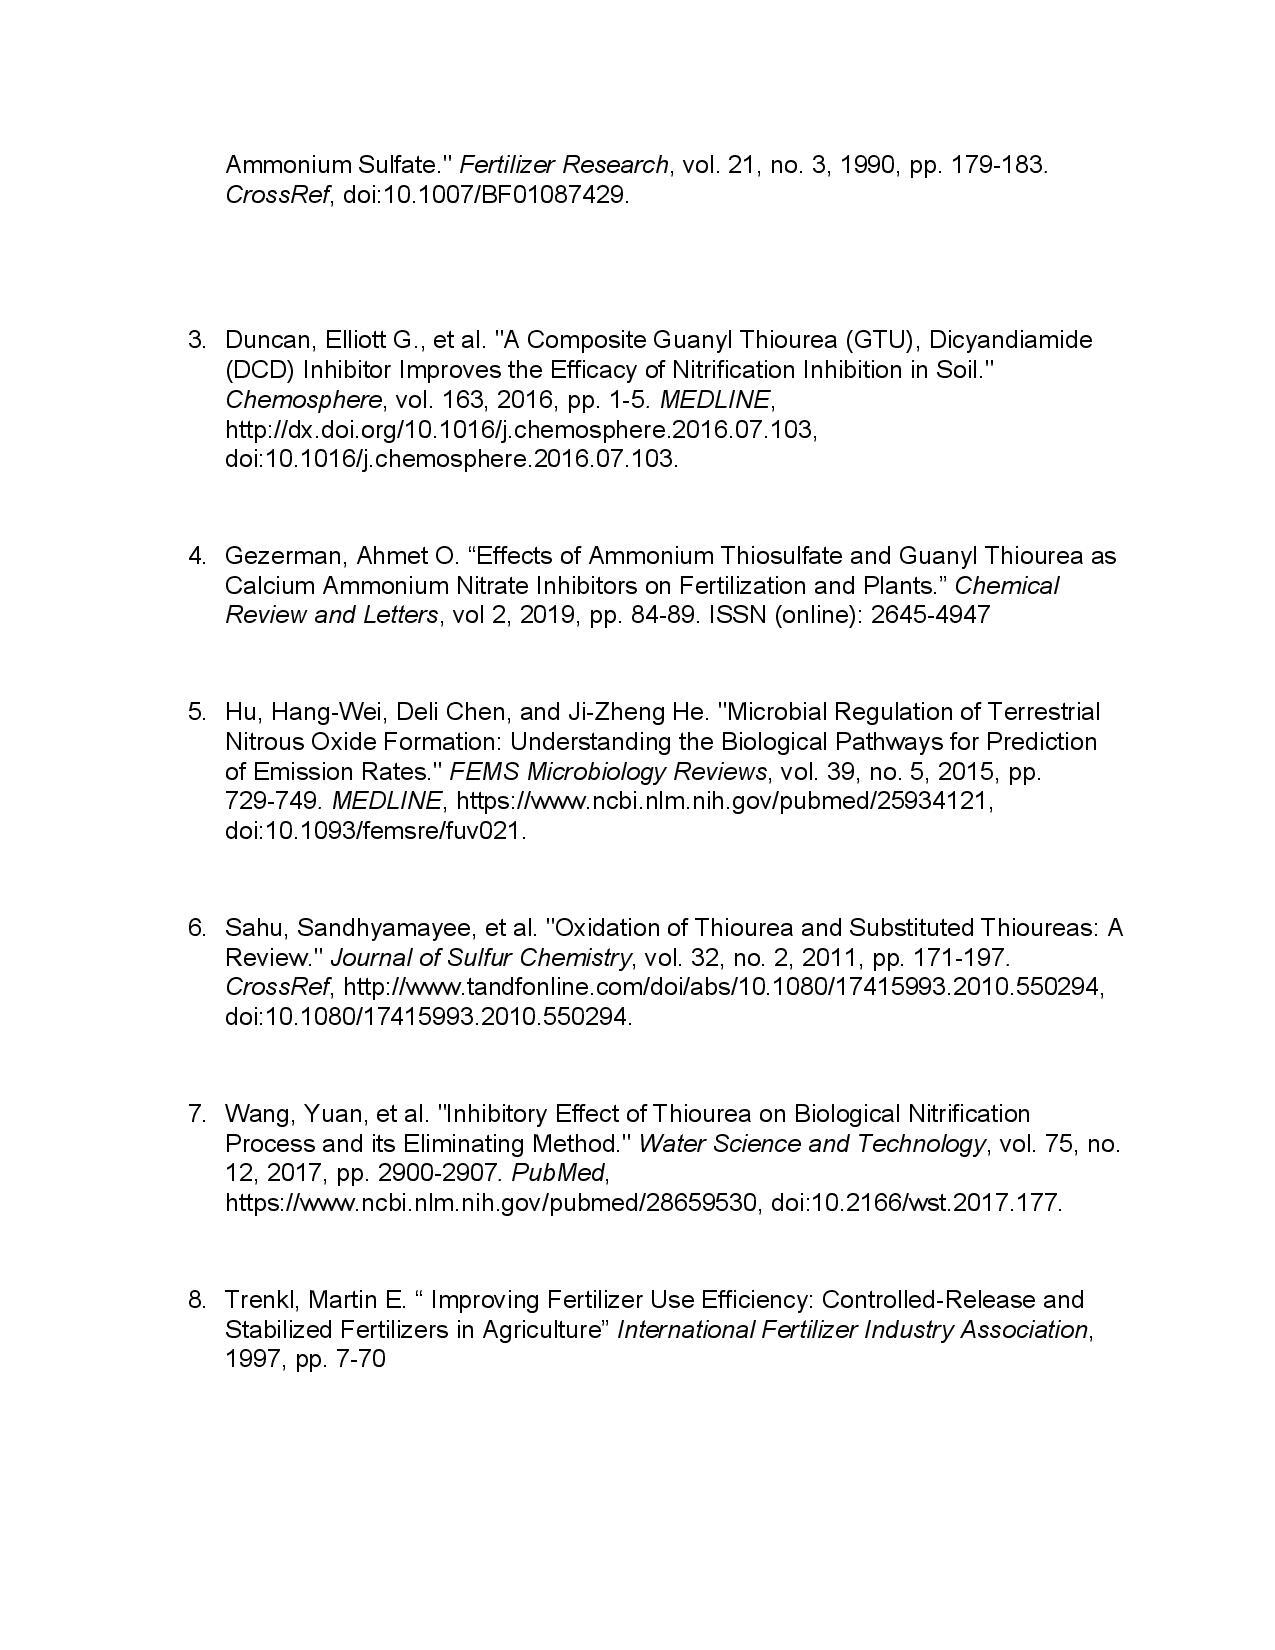 Ammonium Sulfate." Fertilizer Research, vol. 21, no. 3, 1990, pp. 179-183.
CrossRef, doi:10.1007/BF01087429.
3. Duncan, Elliott G., et al. "A Composite Guanyl Thiourea (GTU), Dicyandiamide
(DCD) Inhibitor Improves the Efficacy of Nitrification Inhibition in Soil."
Chemosphere, vol. 163, 2016, pp. 1-5. MEDLINE,
http://dx.doi.org/10.1016/j.chemosphere.2016.07.103,
doi:10.1016/j.chemosphere.2016.07.103.
4. Gezerman, Ahmet O. “Effects of Ammonium Thiosulfate and Guanyl Thiourea as
Calcium Ammonium Nitrate Inhibitors on Fertilization and Plants.” Chemical
Review and Letters, vol 2, 2019, pp. 84-89. ISSN (online): 2645-4947
5. Hu, Hang-Wei, Deli Chen, and Ji-Zheng He. "Microbial Regulation of Terrestrial
Nitrous Oxide Formation: Understanding the Biological Pathways for Prediction
of Emission Rates." FEMS Microbiology Reviews, vol. 39, no. 5, 2015, pp.
729-749. MEDLINE, https://www.ncbi.nlm.nih.gov/pubmed/25934121,
doi:10.1093/femsre/fuv021.
6. Sahu, Sandhyamayee, et al. "Oxidation of Thiourea and Substituted Thioureas: A
Review." Journal of Sulfur Chemistry, vol. 32, no. 2, 2011, pp. 171-197.
CrossRef, http://www.tandfonline.com/doi/abs/10.1080/17415993.2010.550294,
doi:10.1080/17415993.2010.550294.
7. Wang, Yuan, et al. "Inhibitory Effect of Thiourea on Biological Nitrification
Process and its Eliminating Method." Water Science and Technology, vol. 75, no.
12, 2017, pp. 2900-2907. PubMed,
https://www.ncbi.nlm.nih.gov/pubmed/28659530, doi:10.2166/wst.2017.177.
8. Trenkl, Martin E. “ Improving Fertilizer Use Efficiency: Controlled-Release and
Stabilized Fertilizers in Agriculture” International Fertilizer Industry Association,
1997, pp. 7-70